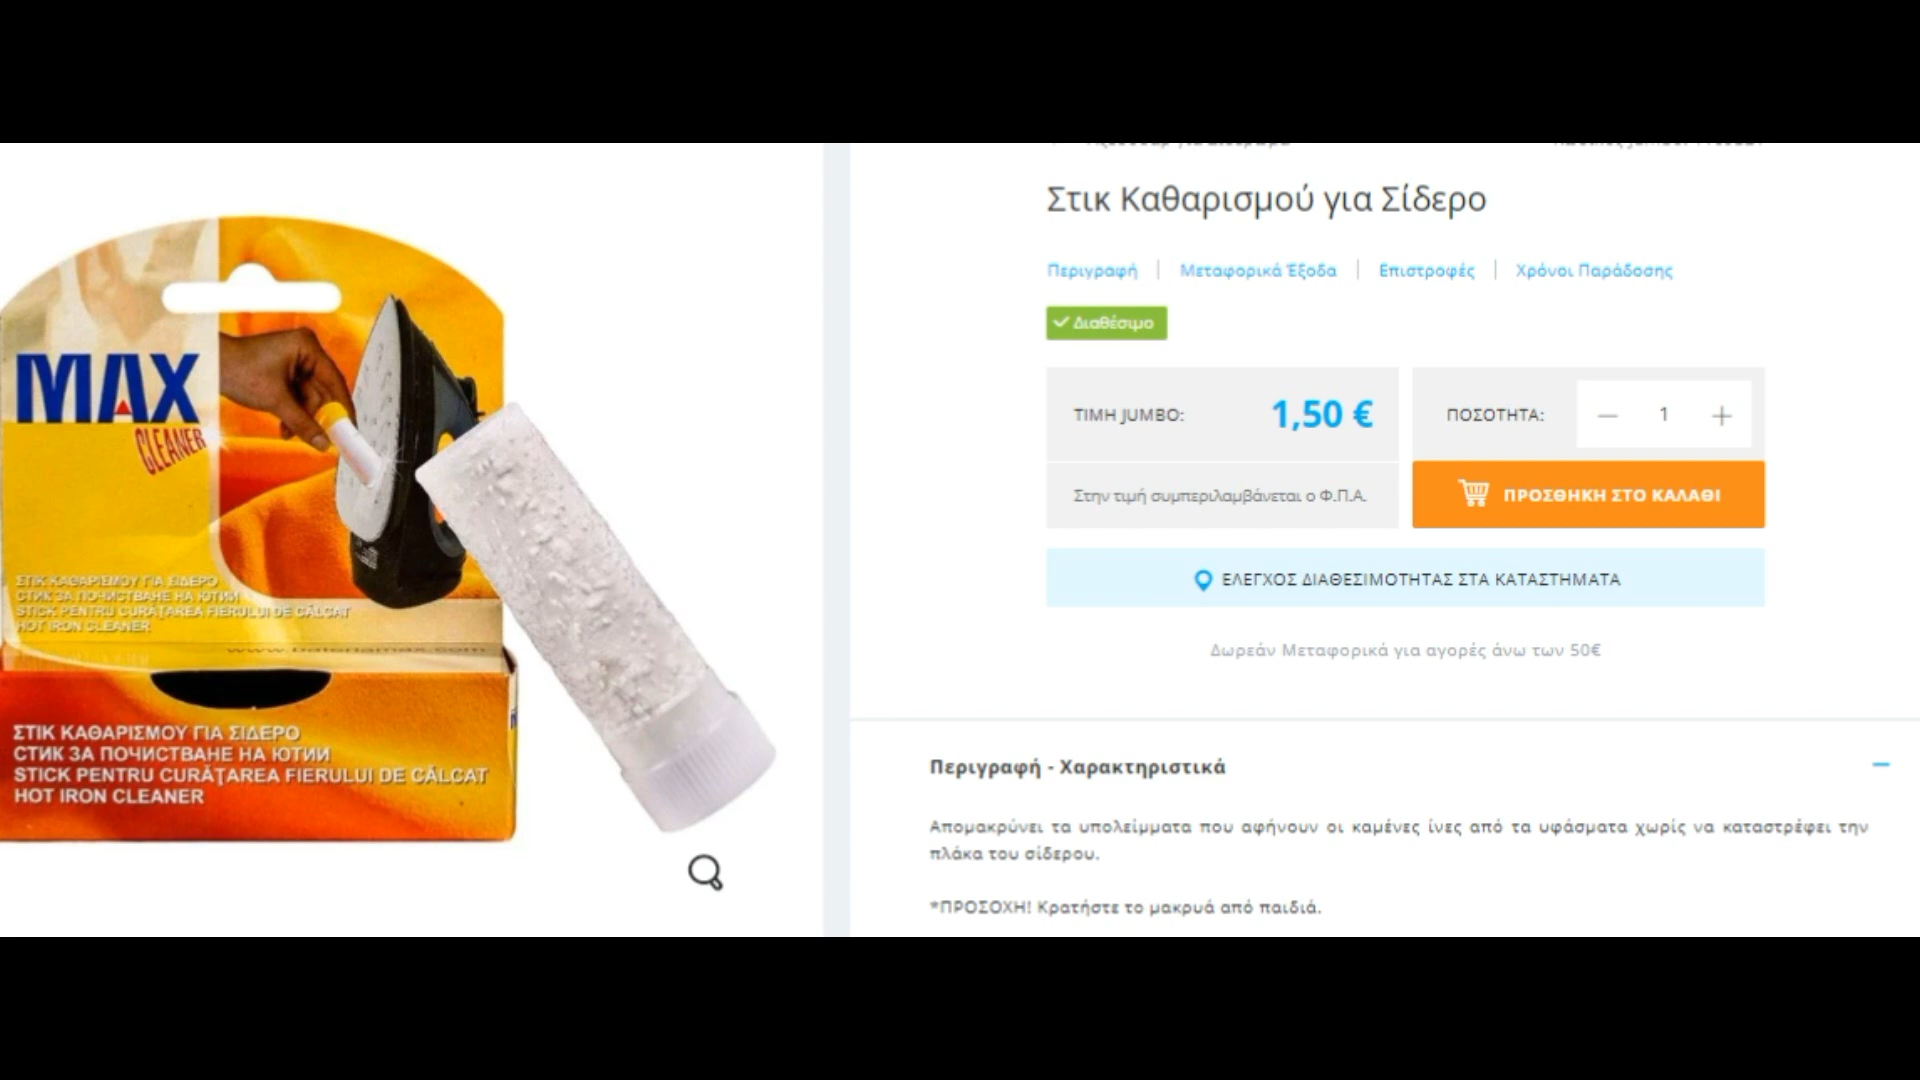 MAX
CLEANER
ΣΤΙΚ ΚΑΘΑΡΙΣΜΟΥ ΓΙΑ ΣΙΔΕΡΟ
СТИК ЗА ПОЧИСТВАНЕ НА ЮТИИ
STICK PENTRU CURĂŢAREA FIERULUI DE CĂLCAT
HOT IRON CLEANER
ΣΤΙΚ ΚΑΘΑΡΙΣΜΟΥ ΓΙΑ ΣΙΔΕΡΟ
СТИК ЗА ПОЧИСТВАНЕ НА ЮТИИ
STICK PENTRU CURĂŢAREA FIERULUI DE CĂLCAT
HOT IRON CLEANER
Στικ Καθαρισμού για Σίδερο
Περιγραφή | Μεταφορικά Έξοδα | Επιστροφές | Χρόνοι Παράδοσης
Διαθέσιμο
ΤΙΜΗ JUMBO: 1,50 €
ΠΟΣΟΤΗΤΑ: — 1 +
Στην τιμή συμπεριλαμβάνεται ο Φ.Π.Α.
ΠΡΟΣΘΗΚΗ ΣΤΟ ΚΑΛΑΘΙ
ΕΛΕΓΧΟΣ ΔΙΑΘΕΣΙΜΟΤΗΤΑΣ ΣΤΑ ΚΑΤΑΣΤΗΜΑΤΑ
Δωρεάν Μεταφορικά για αγορές άνω των 50€
Περιγραφή - Χαρακτηριστικά
Απομακρύνει τα υπολείμματα που αφήνουν οι καμένες ίνες από τα υφάσματα χωρίς να καταστρέφει την
πλάκα του σίδερου.
*ΠΡΟΣΟΧΗ! Κρατήστε το μακρυά από παιδιά.